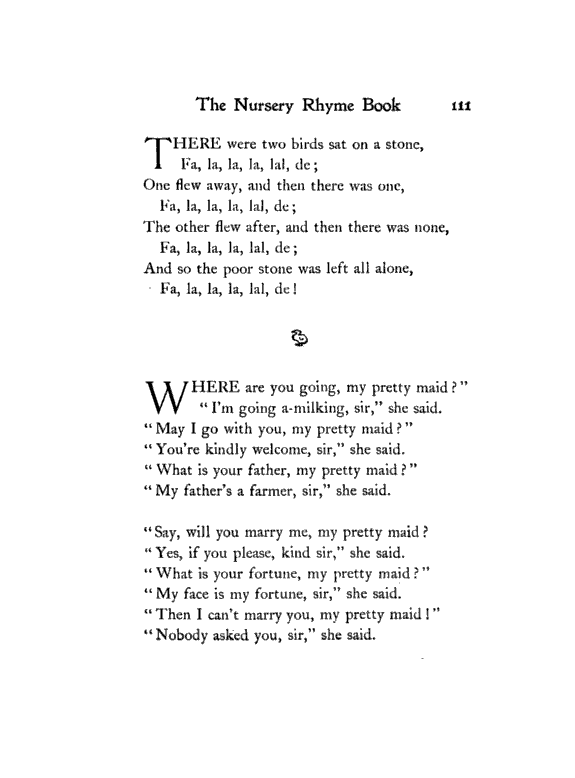 The Nursery Rhyme Book 111
THERE were two birds sat on a stone,
Fa, la, la, la, lal, de;
One flew away, and then there was one,
Fa, la, la, la, lal, de;
The other flew after, and then there was none,
Fa, la, la, la, lal, de;
And so the poor stone was left all alone,
Fa, la, la, la, lal, de!
WHERE are you going, my pretty maid?"
"I'm going a-milking, sir," she said.
"May I go with you, my pretty maid?"
"You're kindly welcome, sir," she said.
"What is your father, my pretty maid?"
"My father's a farmer, sir," she said.
"Say, will you marry me, my pretty maid?
"Yes, if you please, kind sir," she said.
"What is your fortune, my pretty maid?"
"My face is my fortune, sir," she said.
"Then I can't marry you, my pretty maid!"
"Nobody asked you, sir," she said.